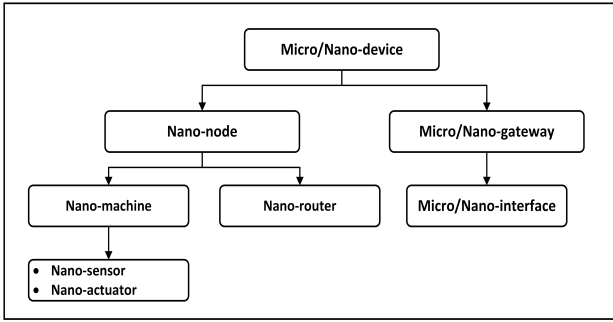 Micro/Nano-device
Nano-node
Micro/Nano-gateway
Nano-machine
Nano-router
Micro/Nano-interface
• Nano-sensor
• Nano-actuator